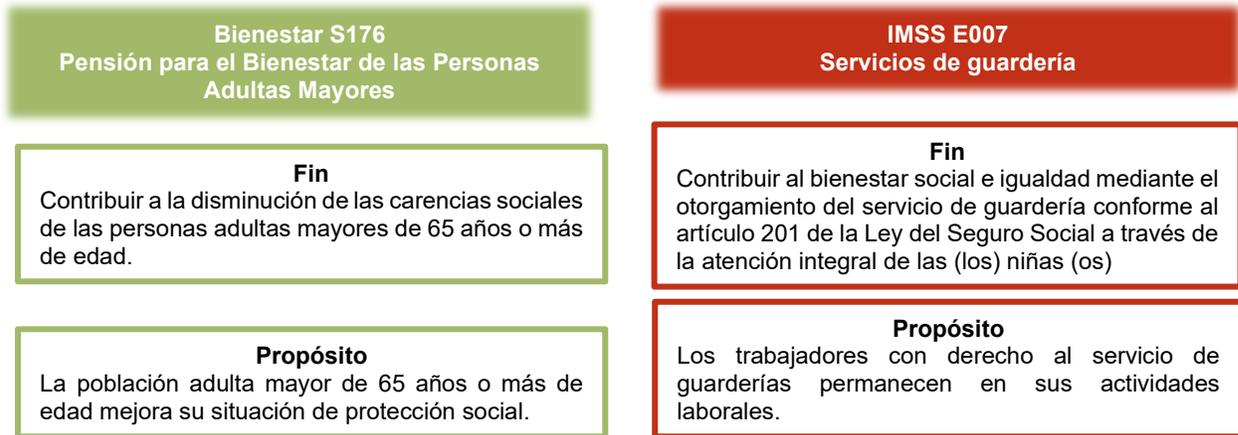 Bienestar S176
Pensión para el Bienestar de las Personas
Adultas Mayores
Fin
Contribuir a la disminución de las carencias sociales
de las personas adultas mayores de 65 años o más
de edad.
Propósito
La población adulta mayor de 65 años o más de
edad mejora su situación de protección social.
IMSS E007
Servicios de guardería
Fin
Contribuir al bienestar social e igualdad mediante el
otorgamiento del servicio de guardería conforme al
artículo 201 de la Ley del Seguro Social a través de
la atención integral de las (los) niñas (os)
Propósito
Los trabajadores con derecho al servicio de
guarderías permanecen en sus actividades
laborales.